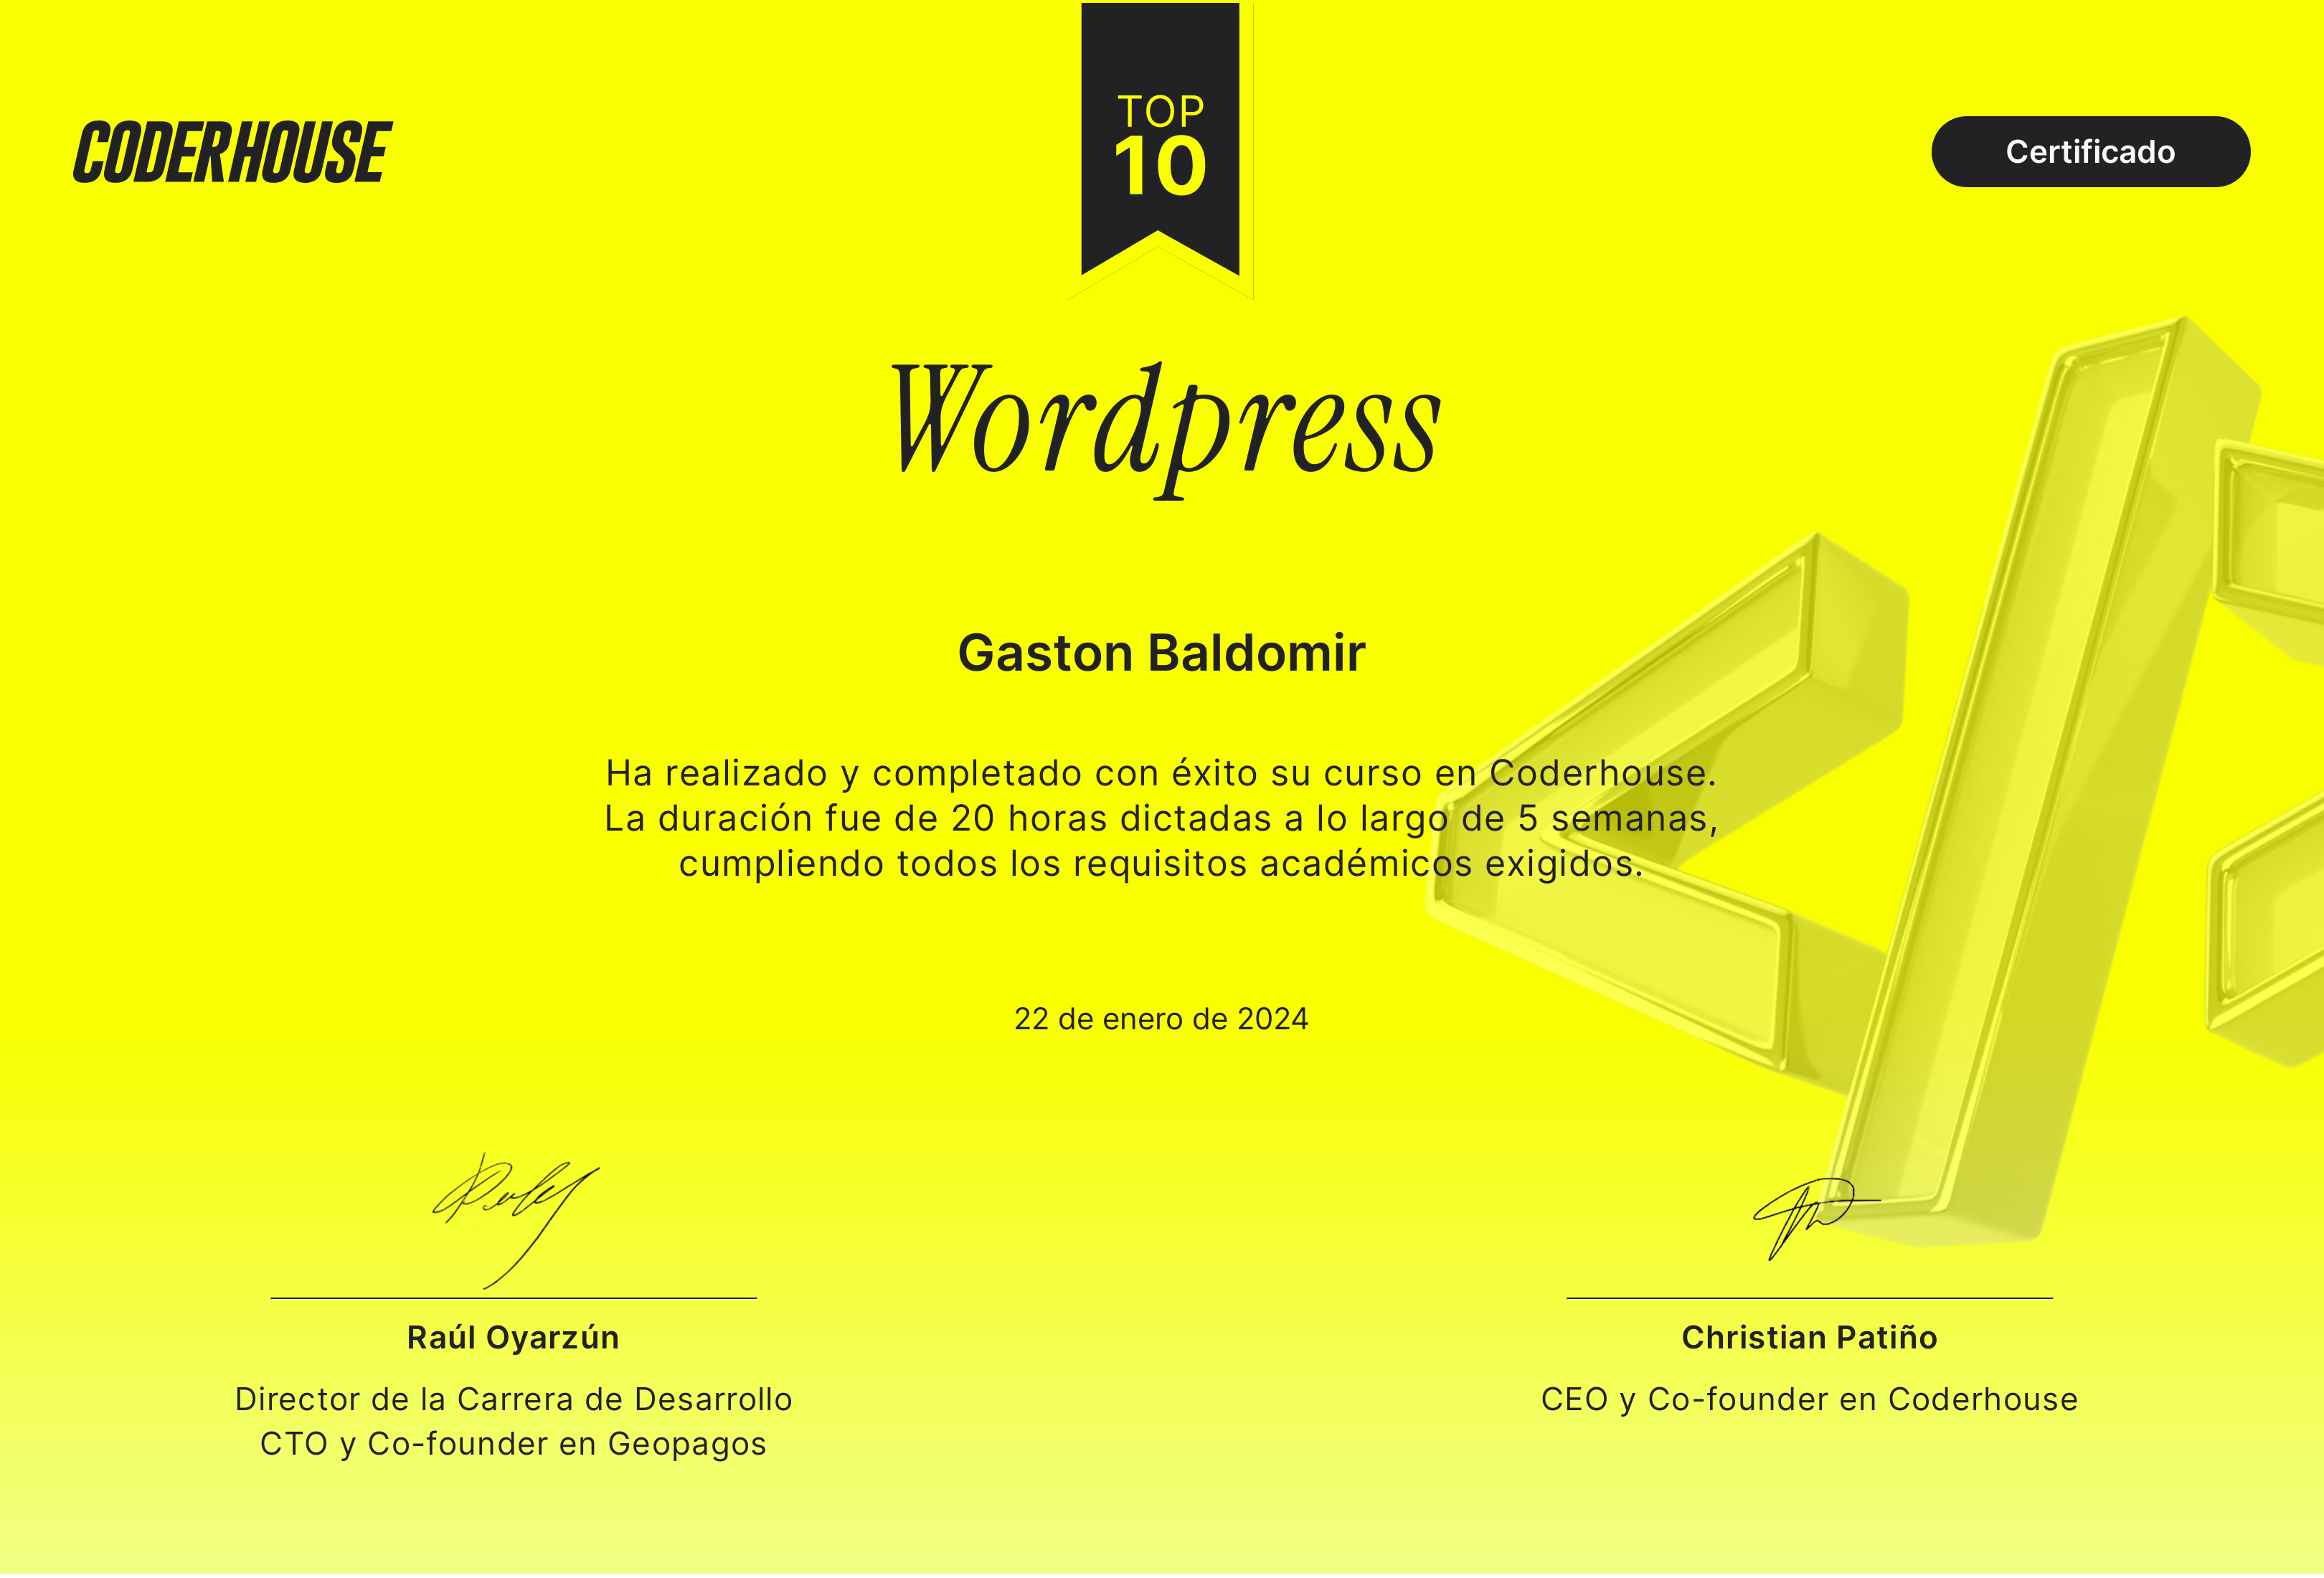 CODERHOUSE
TOP
10
Certificado
Wordpress
Gaston Baldomir
Ha realizado y completado con éxito su curso en Coderhouse.
La duración fue de 20 horas dictadas a lo largo de 5 semanas,
cumpliendo todos los requisitos académicos exigidos.
22 de enero de 2024
Raúl Oyarzún
Director de la Carrera de Desarrollo
CTO y Co-founder en Geopagos
Christian Patiño
CEO y Co-founder en Coderhouse